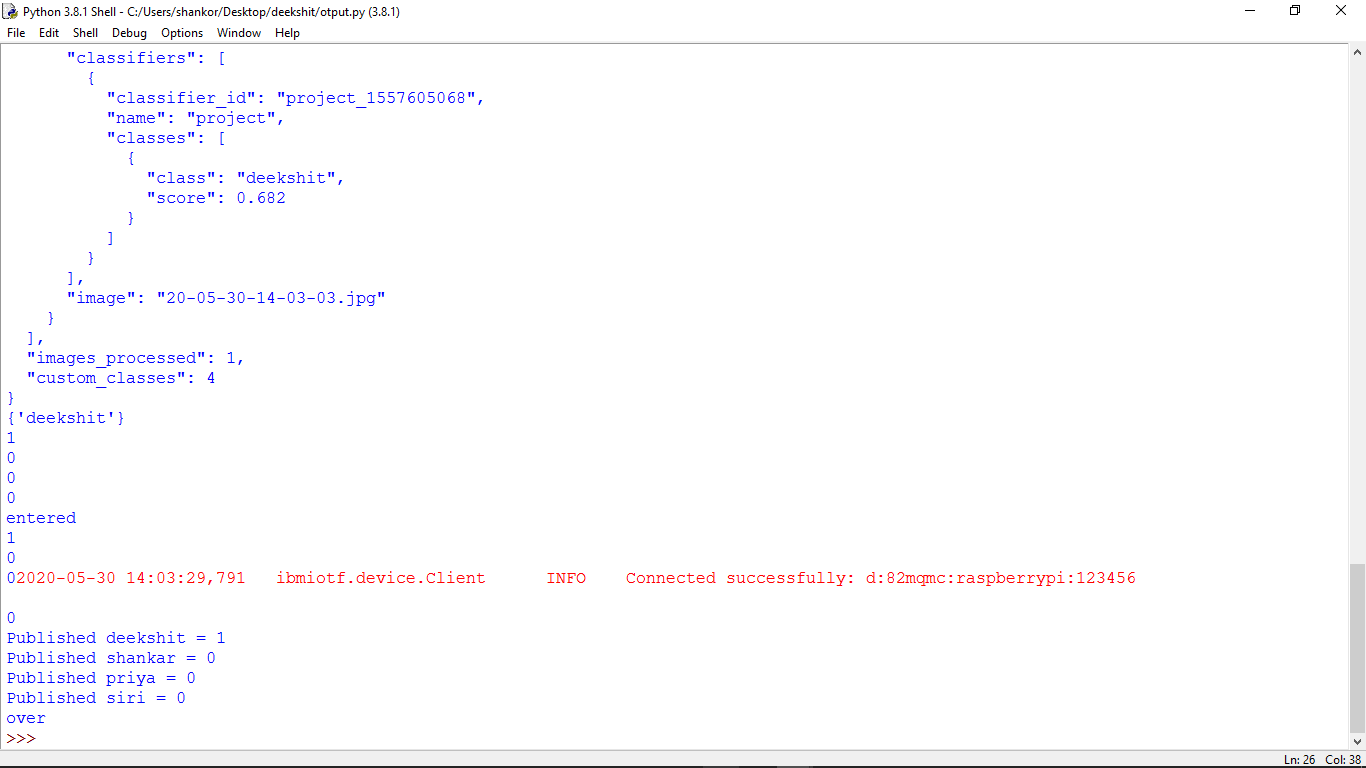 Python 3.8.1 Shell - C:/Users/shankor/Desktop/deekshit/otput.py (3.8.1)
File Edit Shell Debug Options Window Help
"classifiers": [
{
"classifier_id": "project_1557605068",
"name": "project",
"classes": [
{
"class": "deekshit",
"score": 0.682
}
]
}
],
"image": "20-05-30-14-03-03.jpg"
}
],
"images_processed": 1,
"custom_classes": 4
}
{'deekshit'}
1
0
0
0
entered
1
0
02020-05-30 14:03:29,791 ibmiotf.device.Client INFO Connected successfully: d:82mqmc:raspberrypi:123456
0
Published deekshit = 1
Published shankar = 0
Published priya = 0
Published siri = 0
over
>>>
Ln: 26 Col: 38